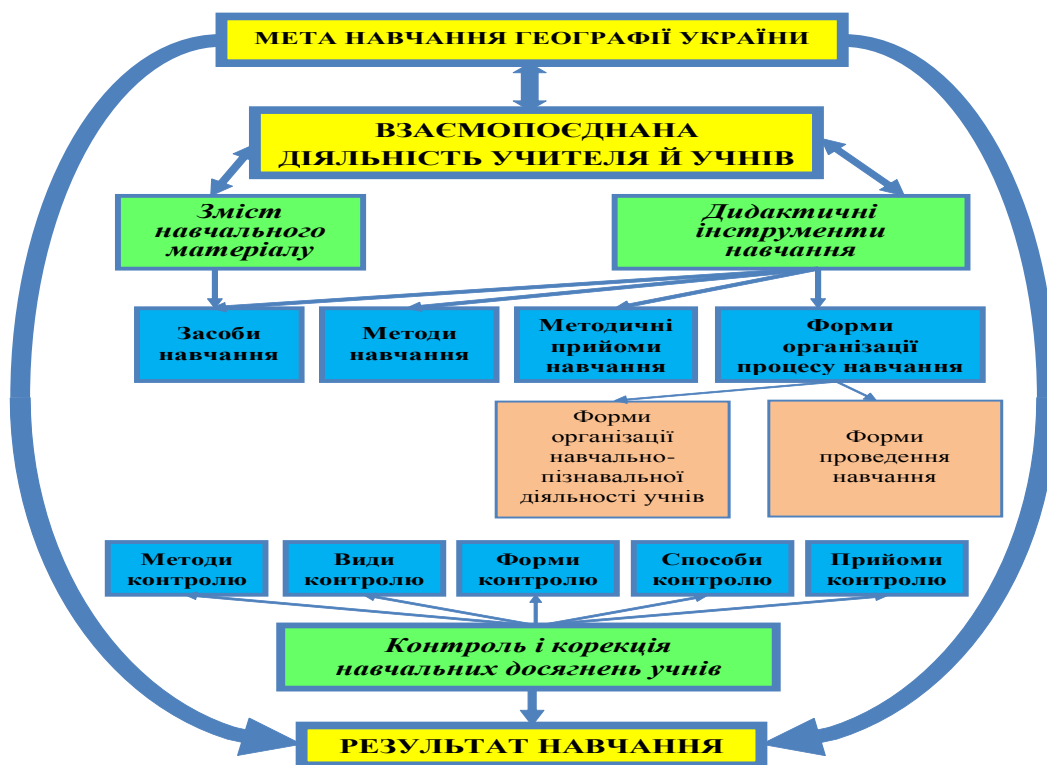 МЕТА НАВЧАННЯ ГЕОГРАФІЇ УКРАЇНИ
ВЗАЄМОПОЄДНАНА
ДІЯЛЬНІСТЬ УЧИТЕЛЯ Й УЧНІВ
Зміст
навчального
матеріалу
Дидактичні
інструменти
навчання
Засоби
навчання
Методи
навчання
Методичні
прийоми
навчання
Форми
організації
процесу навчання
Форми
організації
навчально-
пізнавальної
діяльності учнів
Форми
проведення
навчання
Методи
контролю
Види
контролю
Форми
контролю
Способи
контролю
Прийоми
контролю
Контроль і корекція
навчальних досягнень учнів
РЕЗУЛЬТАТ НАВЧАННЯ